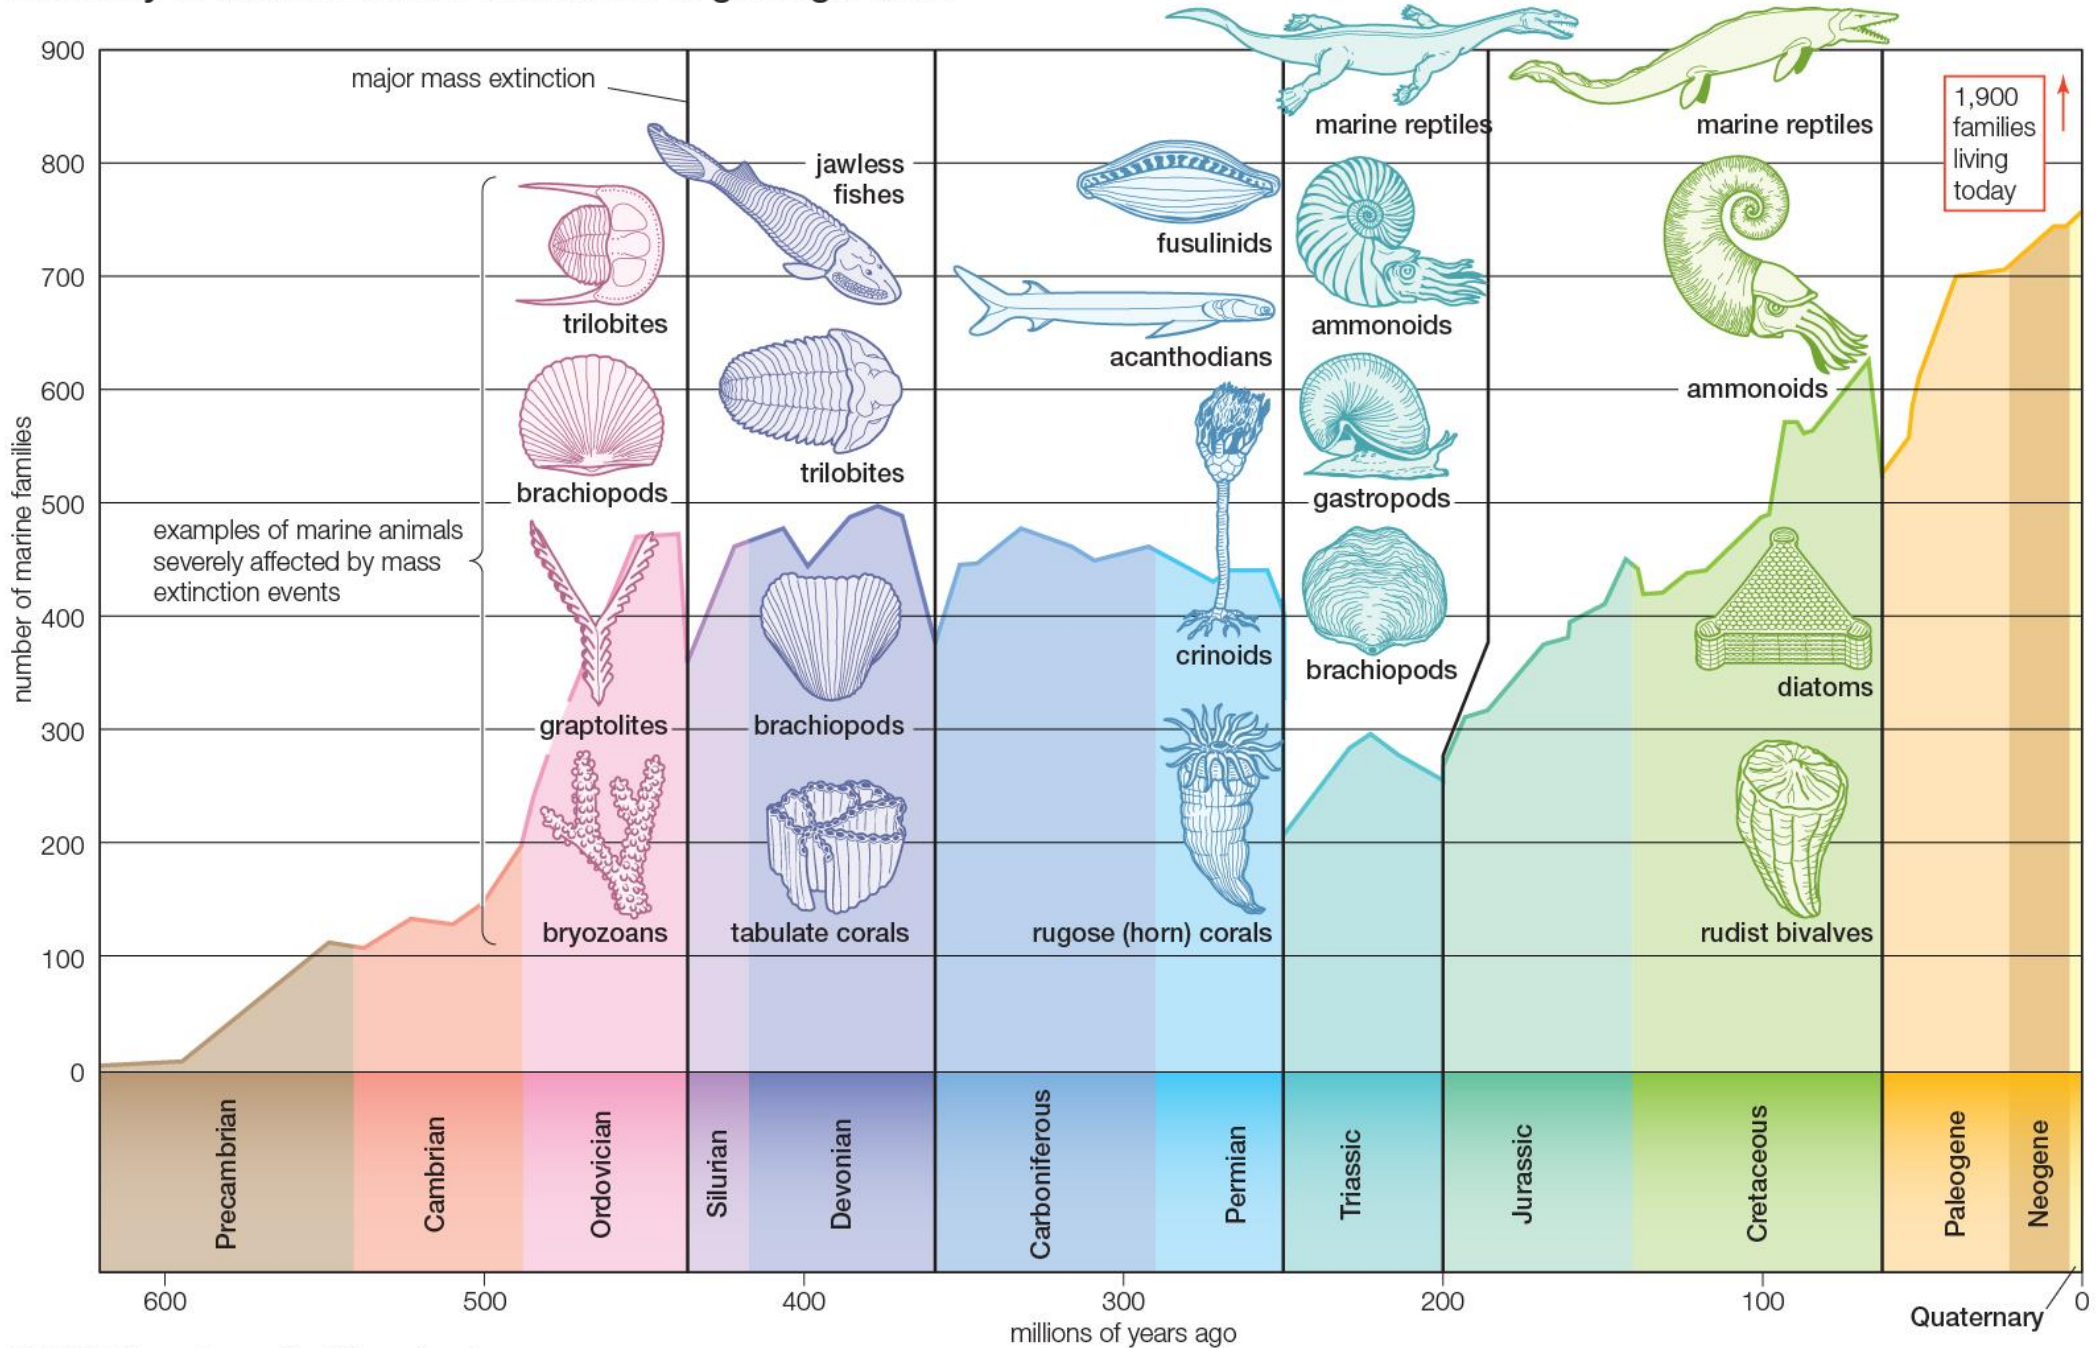 900
800
700
600
500
400
300
200
100
0
number of marine families
major mass extinction
examples of marine animals
severely affected by mass
extinction events
trilobites
brachiopods
graptolites
bryozoans
jawless
fishes
trilobites
brachiopods
tabulate corals
fusulinids
acanthodians
crinoids
rugose (horn) corals
marine reptiles
ammonoids
gastropods
brachiopods
marine reptiles
ammonoids
diatoms
rudist bivalves
1,900
families
living
today
Precambrian
Cambrian
Ordovician
Silurian
Devonian
Carboniferous
Permian
Triassic
Jurassic
Cretaceous
Paleogene
Neogene
Quaternary
600
500
400
300
200
100
0
millions of years ago